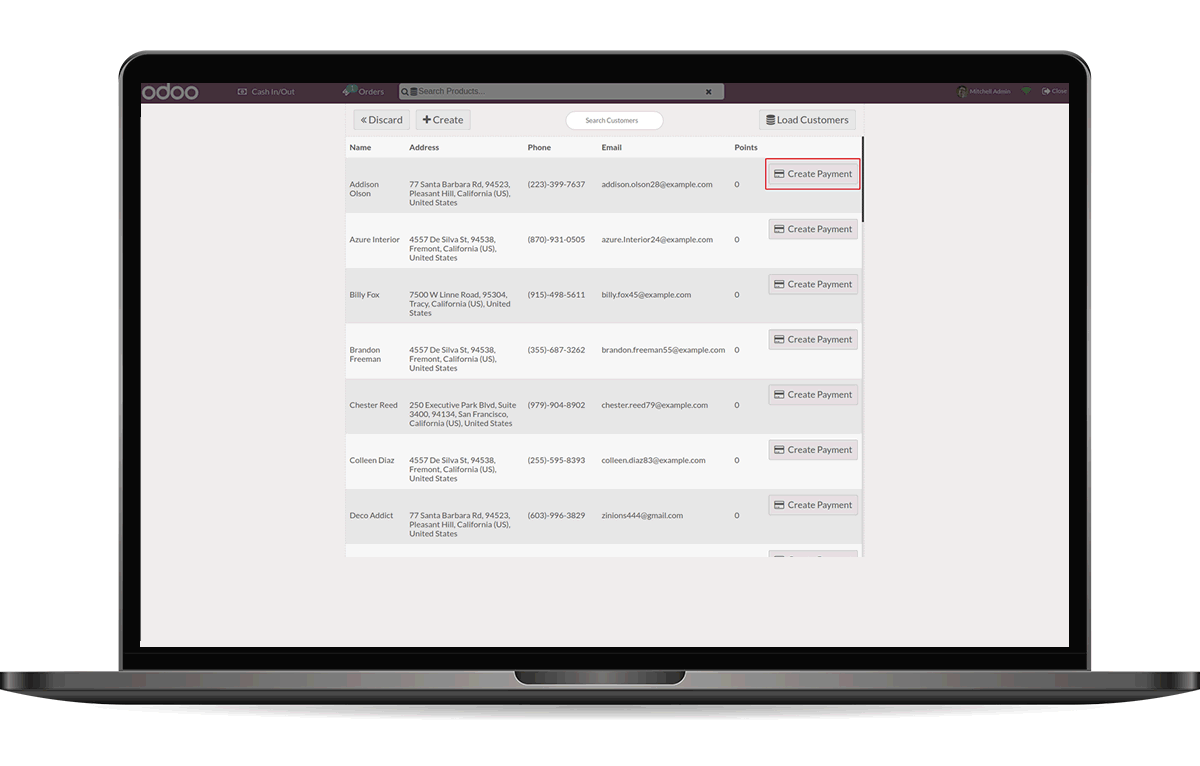 odoo Cash In/Out 1 Orders Search Products... Mitchell Admin Close
Discard Create Search Customers Load Customers
Name Address Phone Email Points
Create Payment
Addison 77 Santa Barbara Rd, 94523, (223)-399-7637 addison.olson28@example.com 0
Olson Pleasant Hill, California (US),
United States
Create Payment
Azure Interior 4557 De Silva St, 94538, (870)-931-0505 azure.Interior24@example.com 0
Fremont, California (US),
United States
Create Payment
Billy Fox 7500 W Linne Road, 95304, (915)-498-5611 billy.fox45@example.com 0
Tracy, California (US), United
States
Create Payment
Brandon 4557 De Silva St, 94538, (355)-687-3262 brandon.freeman55@example.com 0
Freeman Fremont, California (US),
United States
Create Payment
Chester Reed 250 Executive Park Blvd, Suite (979)-904-8902 chester.reed79@example.com 0
3400, 94134, San Francisco,
California (US), United States
Create Payment
Colleen Diaz 4557 De Silva St, 94538, (255)-595-8393 colleen.diaz83@example.com 0
Fremont, California (US),
United States
Create Payment
Deco Addict 77 Santa Barbara Rd, 94523, (603)-996-3829 zinions444@gmail.com 0
Pleasant Hill, California (US),
United States